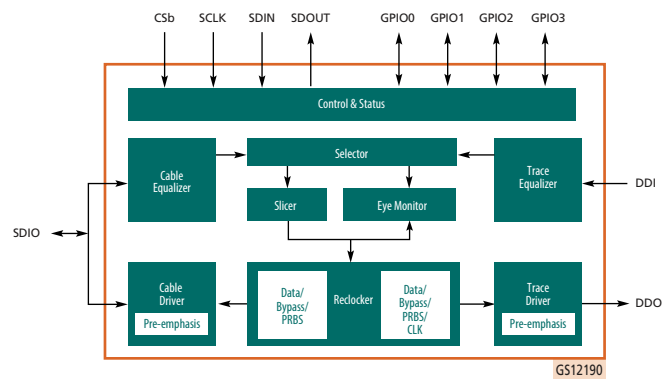 CSb SCLK SDIN SDOUT GPIO0 GPIO1 GPIO2 GPIO3
Control & Status
Cable
Equalizer
Selector
Trace
Equalizer
Slicer
Eye Monitor
DDI
SDIO
Cable
Driver
Pre-emphasis
Data/
Bypass/
PRBS
Reclocker
Data/
Bypass/
PRBS/
CLK
Trace
Driver
Pre-emphasis
DDO
GS12190